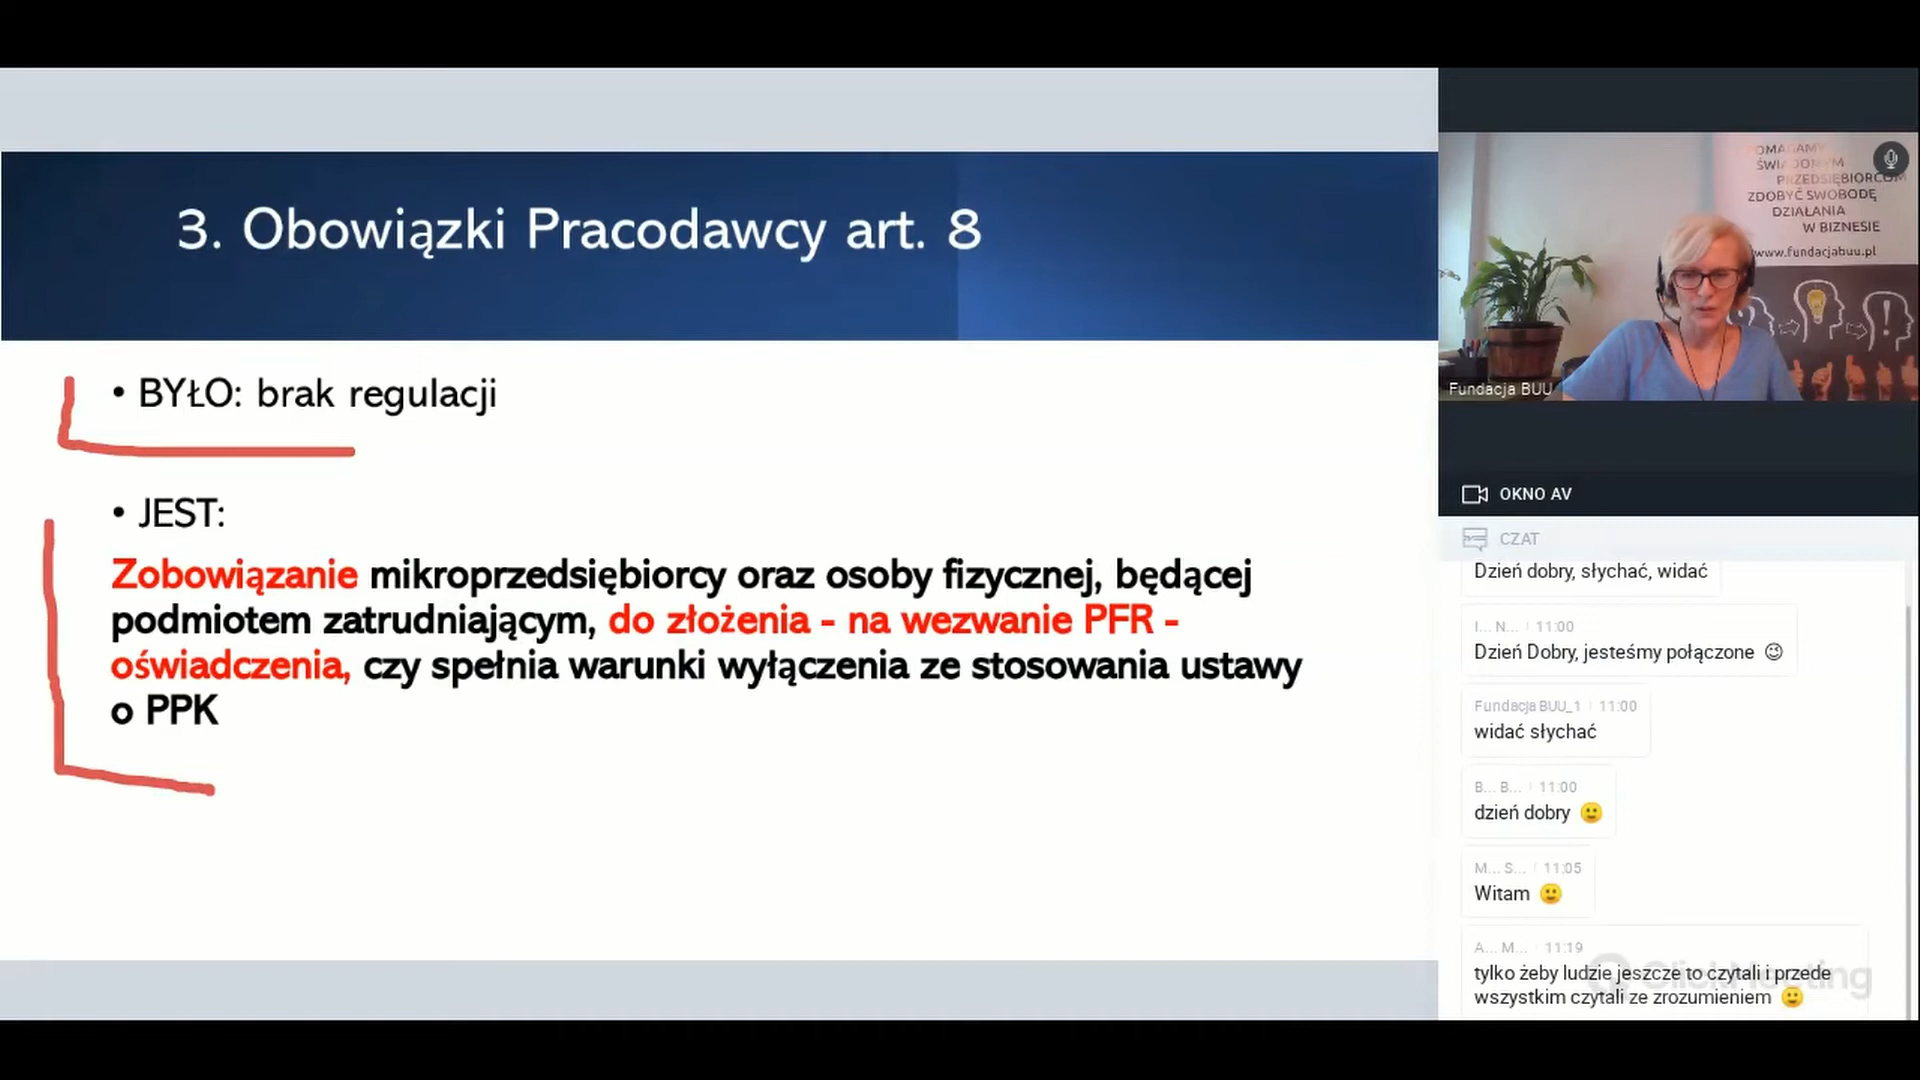 3. Obowiązki Pracodawcy art. 8
• BYŁO: brak regulacji
• JEST:
Zobowiązanie mikroprzedsiębiorcy oraz osoby fizycznej, będącej
podmiotem zatrudniającym, do złożenia - na wezwanie PFR -
oświadczenia, czy spełnia warunki wyłączenia ze stosowania ustawy
o PPK
POMAGAMY
ŚWIADOMYM
PRZEDSIĘBIORCOM
ZDOBYĆ SWOBODĘ
DZIAŁANIA
W BIZNESIE
www.fundacjabuu.pl
Fundacja BUU
OKNO AV
CZAT
Dzień dobry, słychać, widać
I... N... 11:00
Dzień Dobry, jesteśmy połączone ☺
Fundacja BUU_1 11:00
widać słychać
B... B... 11:00
dzień dobry 🙂
M... S... 11:05
Witam 🙂
A... M... 11:19
tylko żeby ludzie jeszcze to czytali i przede
wszystkim czytali ze zrozumieniem 🙂
ClickMeeting